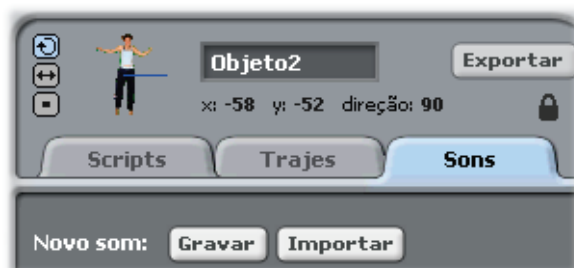 Objeto2
Exportar
x: -58 y: -52 direção: 90
Scripts Trajes Sons
Novo som: Gravar Importar